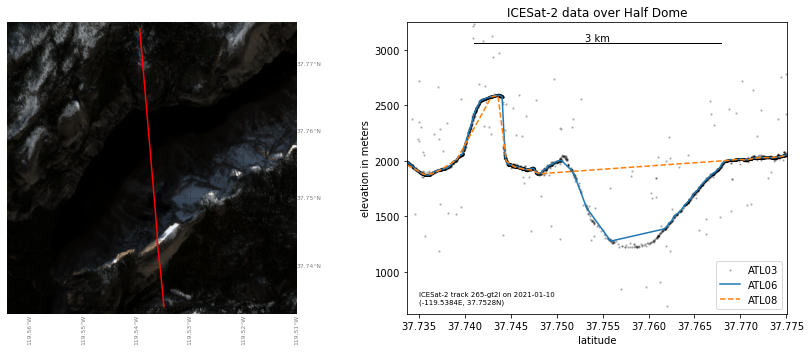 37.77°N
37.76°N
37.75°N
37.74°N
119.56°W
119.55°W
119.54°W
119.53°W
119.52°W
119.51°W
ICESat-2 data over Half Dome
3 km
3000
2500
2000
1500
1000
elevation in meters
ICESat-2 track 265-gt2l on 2021-01-10
(-119.5384E, 37.7528N)
ATL03
ATL06
ATL08
37.735
37.740
37.745
37.750
37.755
37.760
37.765
37.770
37.775
latitude